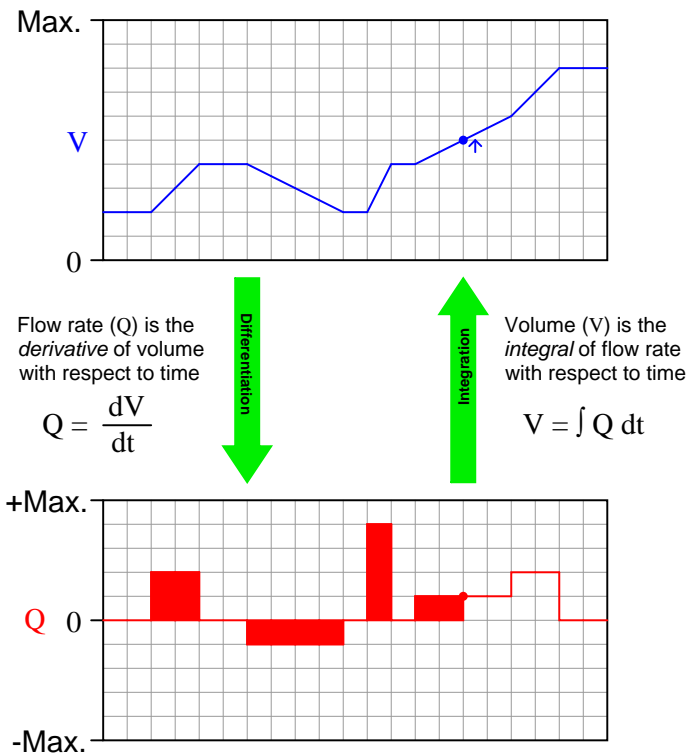 Max.
V
0
Differentiation
Integration
Flow rate (Q) is the
derivative of volume
with respect to time
Q = dV
dt
Volume (V) is the
integral of flow rate
with respect to time
V = ∫ Q dt
+Max.
Q 0
-Max.